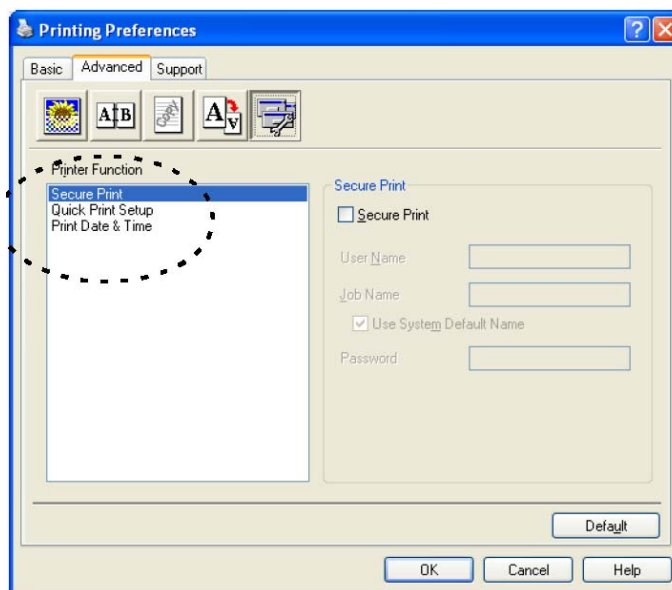 Printing Preferences
Basic
Advanced
Support
A B
COPY
A A
Printer Function
Secure Print
Quick Print Setup
Print Date & Time
Secure Print
Secure Print
User Name
Job Name
Use System Default Name
Password
Default
OK
Cancel
Help